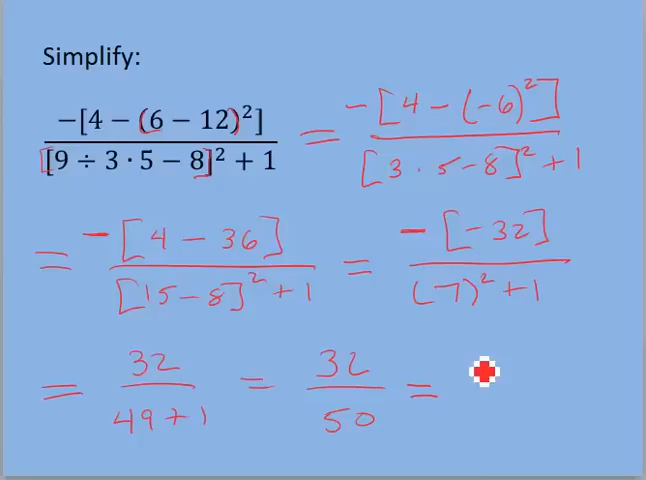 Simplify:
−[4 − (6 − 12)²] / [9 ÷ 3 · 5 − 8]² + 1 = −[4 − (−6)²] / [3 · 5 − 8]² + 1
= −[4 − 36] / [15 − 8]² + 1 = −[−32] / (7)² + 1
= 32 / 49 + 1 = 32 / 50 =